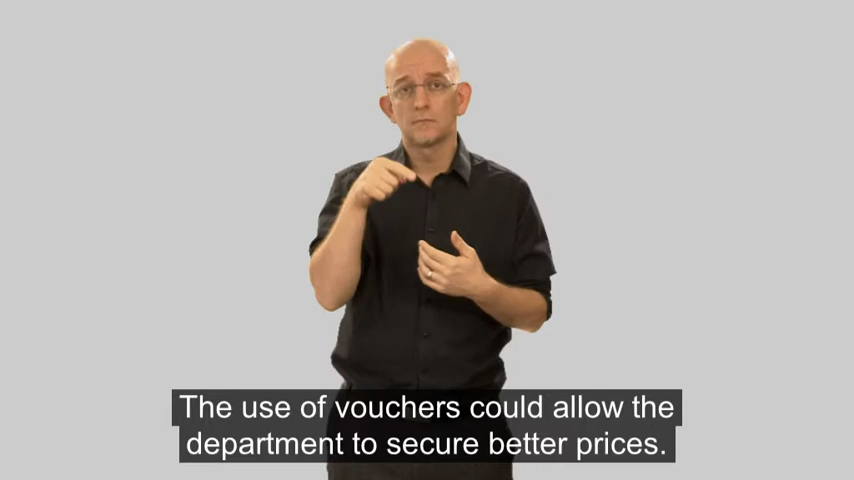 The use of vouchers could allow the
department to secure better prices.